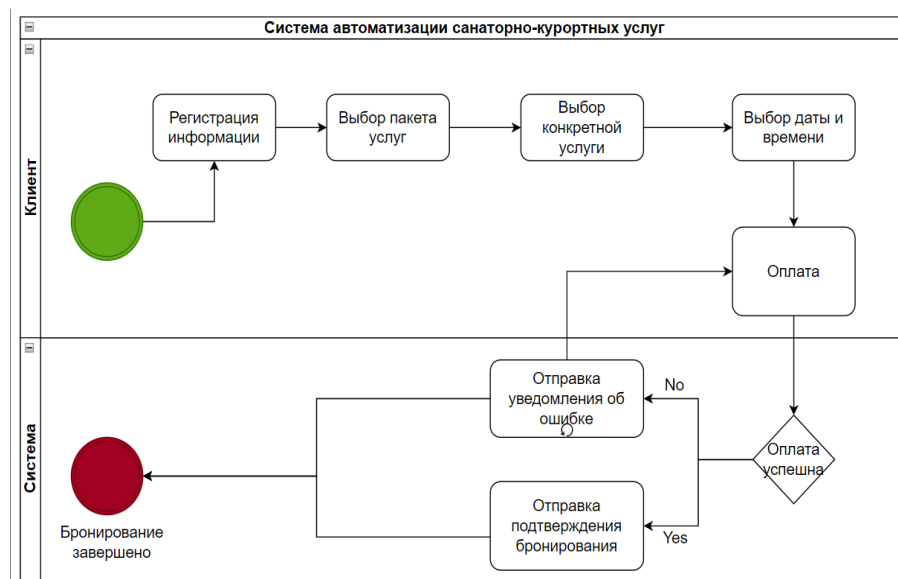 Система автоматизации санаторно-курортных услуг
Клиент
Регистрация
информации
Выбор пакета
услуг
Выбор
конкретной
услуги
Выбор даты и
времени
Оплата
Система
Отправка
уведомления об
ошибке
No
Оплата
успешна
Отправка
подтверждения
бронирования
Yes
Бронирование
завершено